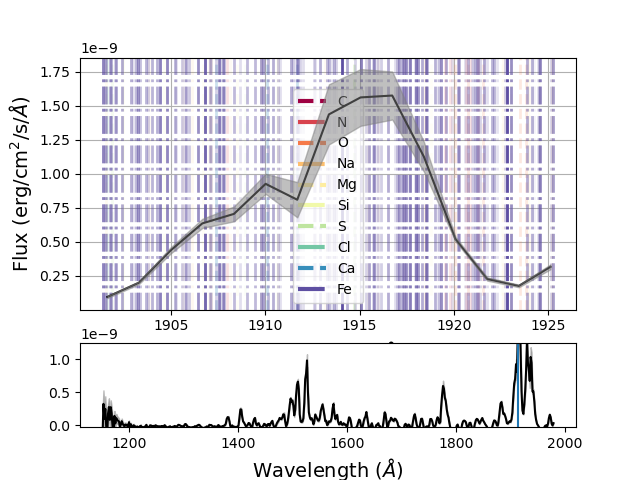 1e−9
1.75
1.50
1.25
1.00
0.75
0.50
0.25
Flux (erg/cm²/s/Å)
C
N
O
Na
Mg
Si
S
Cl
Ca
Fe
1905 1910 1915 1920 1925
1e−9
1.0
0.5
0.0
1200 1400 1600 1800 2000
Wavelength (Å)